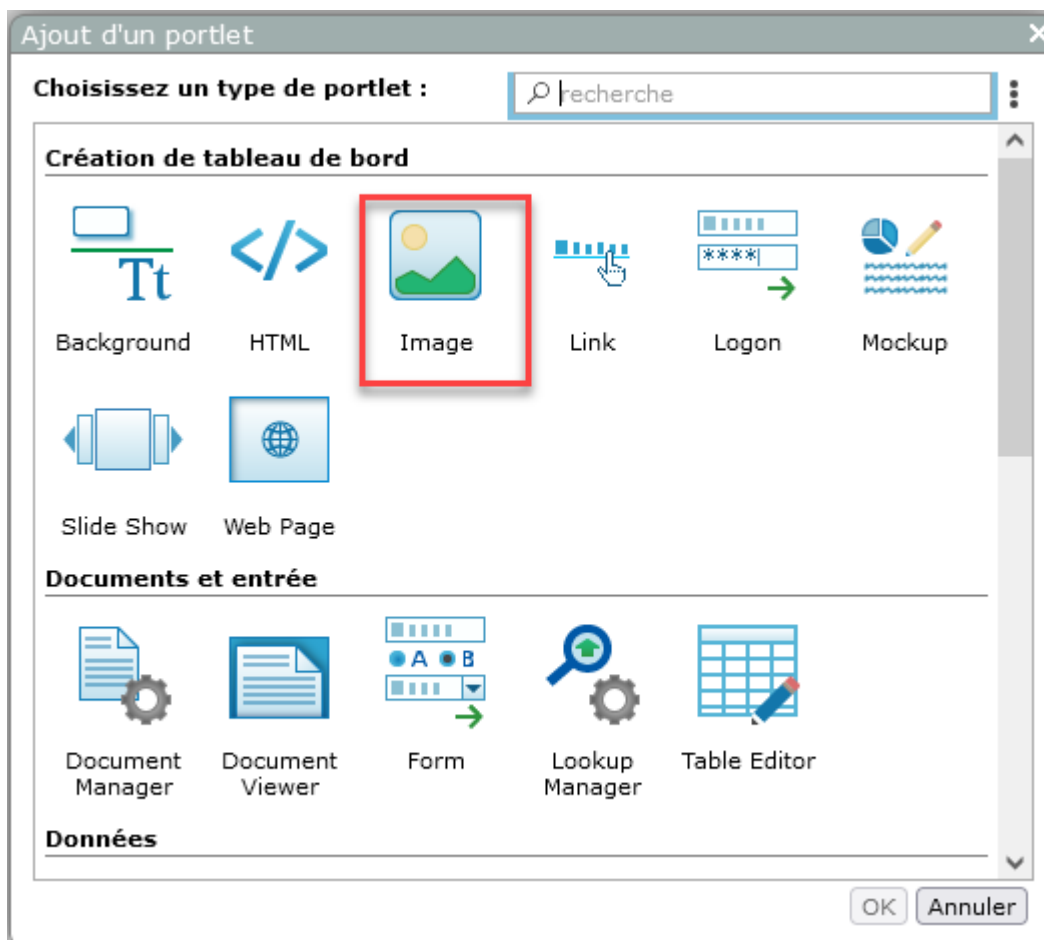 Ajout d'un portlet
Choisissez un type de portlet :
recherche
Création de tableau de bord
Tt
</>
****
Background
HTML
Image
Link
Logon
Mockup
Slide Show
Web Page
Documents et entrée
A B
Document Manager
Document Viewer
Form
Lookup Manager
Table Editor
Données
OK
Annuler